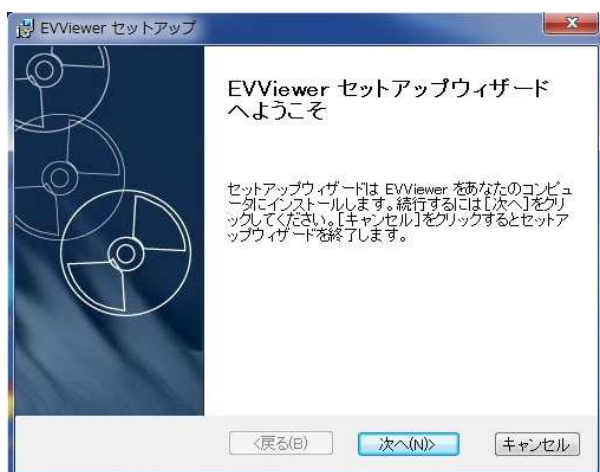 EVViewer セットアップ
EVViewer セットアップウィザード
へようこそ
セットアップウィザードは EVViewer をあなたのコンピュ
ータにインストールします。続行するには[次へ]をクリ
ックしてください。[キャンセル]をクリックするとセットア
ップウィザードを終了します。
<戻る(B) 次へ(N)> キャンセル